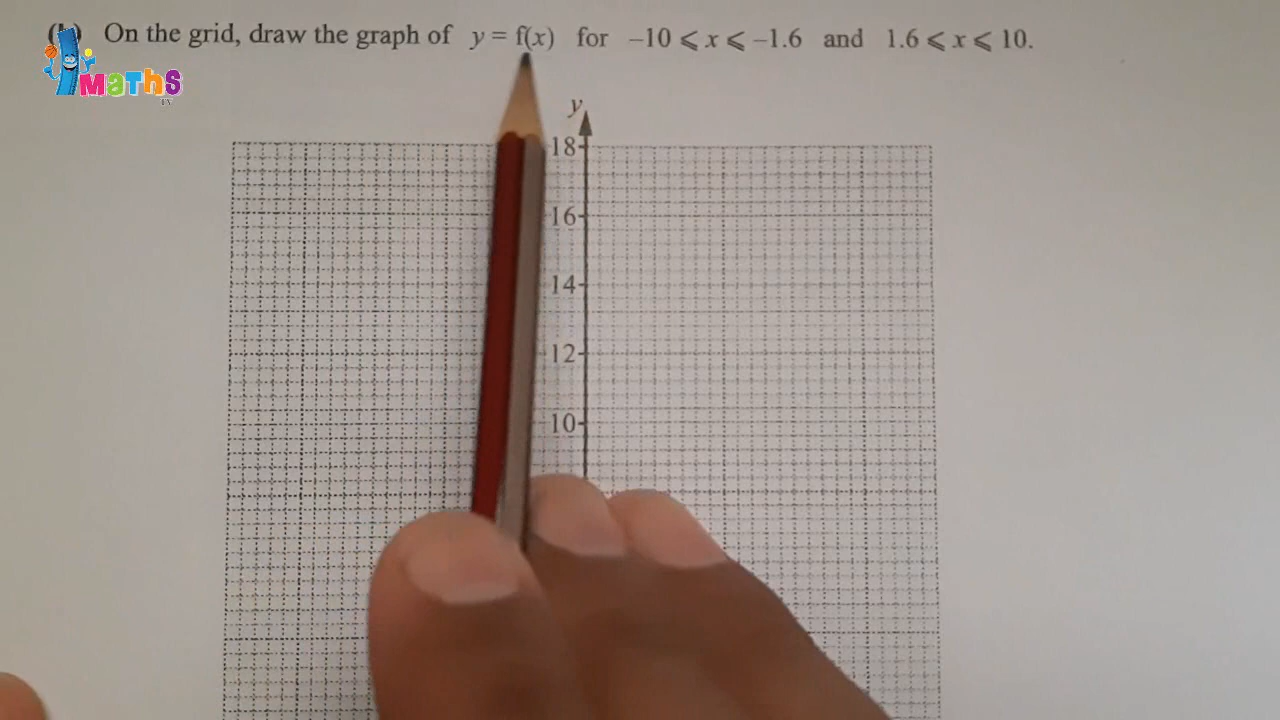 (b) On the grid, draw the graph of y = f(x) for −10 ⩽ x ⩽ −1.6 and 1.6 ⩽ x ⩽ 10.
MaTHs
TV
y
18
16
14
12
10